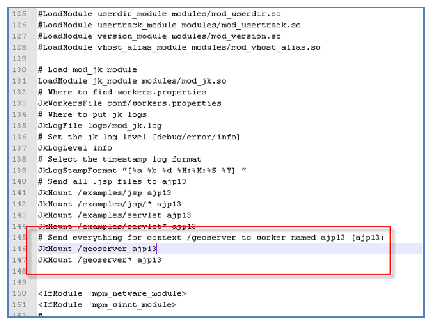 125 #LoadModule userdir_module modules/mod_userdir.so
126 #LoadModule usertrack_module modules/mod_usertrack.so
127 #LoadModule version_module modules/mod_version.so
128 #LoadModule vhost_alias_module modules/mod_vhost_alias.so
129
130 # Load mod_jk module
131 LoadModule jk_module modules/mod_jk.so
132 # Where to find workers.properties
133 JkWorkersFile conf/workers.properties
134 # Where to put jk logs
135 JkLogFile logs/mod_jk.log
136 # Set the jk log level [debug/error/info]
137 JkLogLevel info
138 # Select the timestamp log format
139 JkLogStampFormat "[%a %b %d %H:%M:%S %Y] "
140 # Send all .jsp files to ajp13
141 JkMount /examples/jsp ajp13
142 JkMount /examples/jsp/* ajp13
143 JkMount /examples/servlet ajp13
144 JkMount /examples/servlet* ajp13
145 # Send everything for context /geoserver to worker named ajp13 (ajp13)
146 JkMount /geoserver ajp13
147 JkMount /geoserver* ajp13
148
149
150 <IfModule !mpm_netware_module>
151 <IfModule !mpm_winnt_module>